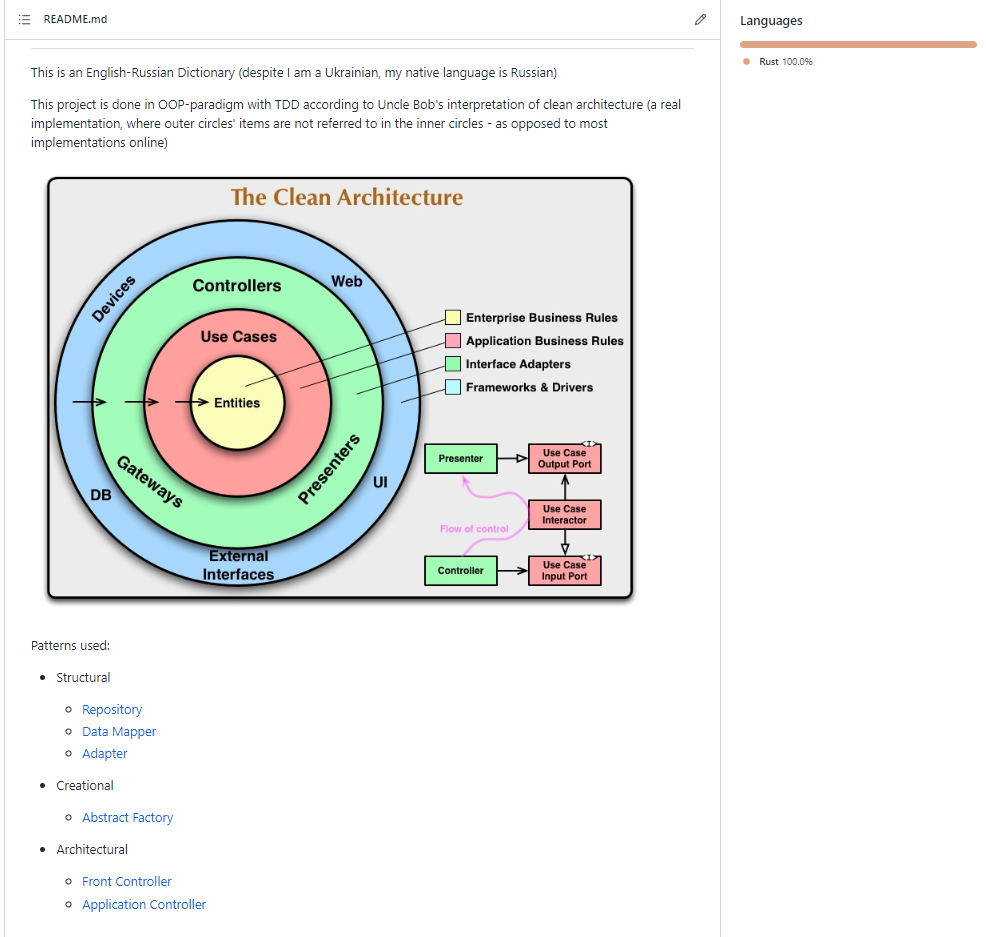 README.md
This is an English-Russian Dictionary (despite I am a Ukrainian, my native language is Russian)
This project is done in OOP-paradigm with TDD according to Uncle Bob's interpretation of clean architecture (a real
implementation, where outer circles' items are not referred to in the inner circles - as opposed to most
implementations online)
The Clean Architecture
Devices
Web
Controllers
Use Cases
Entities
Gateways
Presenters
DB
UI
External
Interfaces
Enterprise Business Rules
Application Business Rules
Interface Adapters
Frameworks & Drivers
Presenter
Use Case
Output Port
<I>
Use Case
Interactor
Flow of control
Controller
Use Case
Input Port
<I>
Patterns used:
Structural
Repository
Data Mapper
Adapter
Creational
Abstract Factory
Architectural
Front Controller
Application Controller
Languages
Rust 100.0%